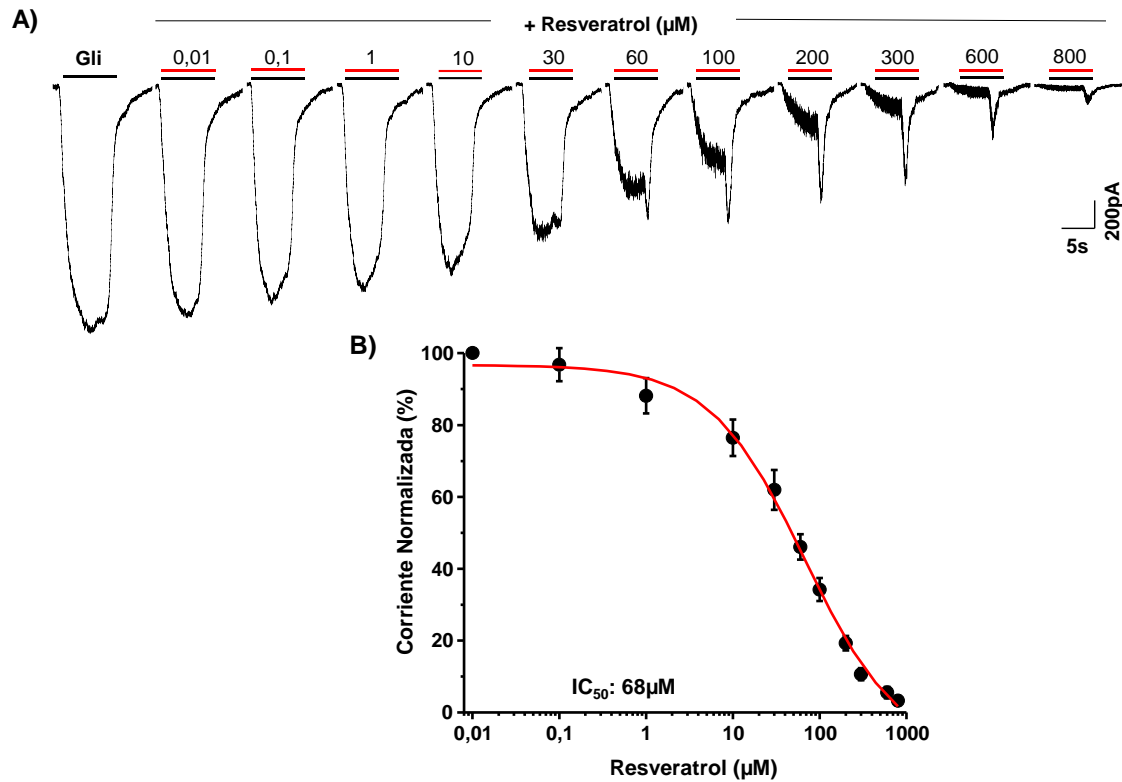 A)
+ Resveratrol (µM)
Gli 0,01 0,1 1 10 30 60 100 200 300 600 800
200pA
5s
B)
Corriente Normalizada (%)
100
80
60
40
20
0
IC50: 68µM
0,01 0,1 1 10 100 1000
Resveratrol (µM)